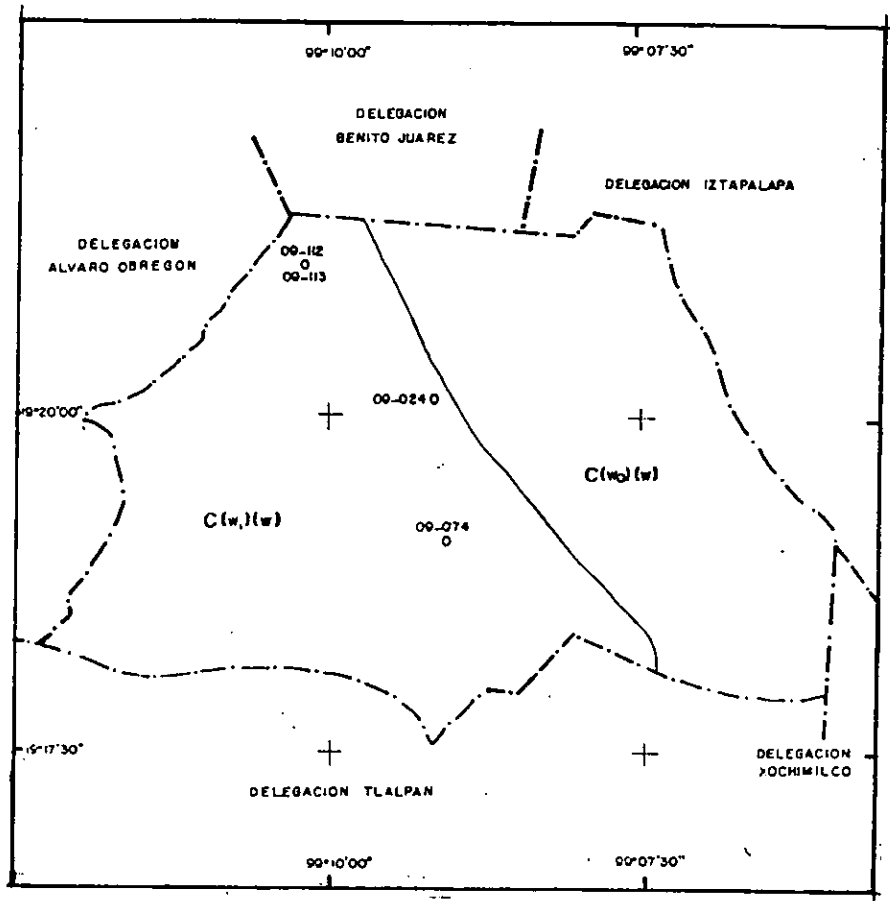 99°10'00"
99°07'30"
DELEGACION
BENITO JUAREZ
DELEGACION IZTAPALAPA
DELEGACION
ALVARO OBREGON
09-112
09-113
19°20'00"
09-024
C(w₀)(w)
C(w₁)(w)
09-074
19°17'30"
DELEGACION
XOCHIMILCO
DELEGACION TLALPAN
99°10'00"
99°07'30"